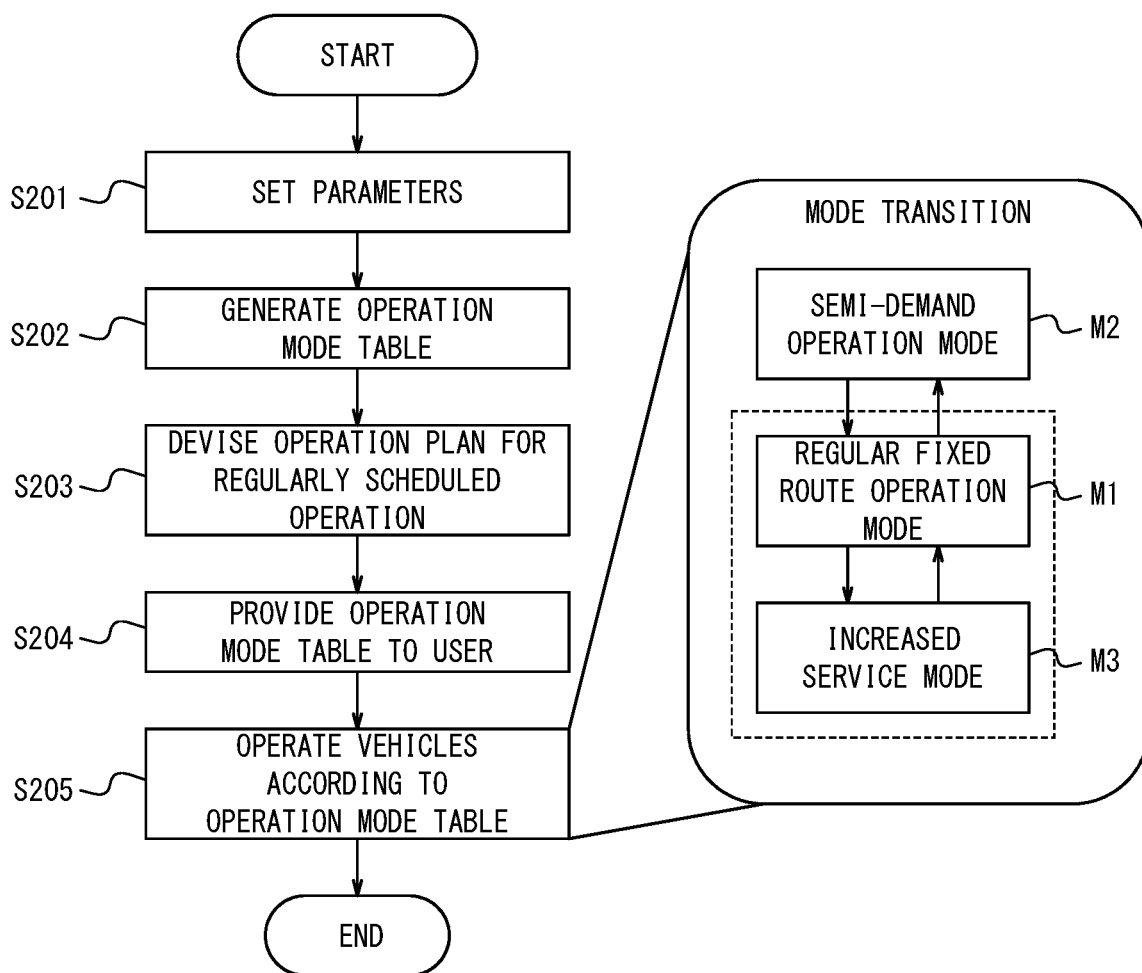 START
S201
SET PARAMETERS
S202
GENERATE OPERATION
MODE TABLE
S203
DEVISE OPERATION PLAN FOR
REGULARLY SCHEDULED
OPERATION
S204
PROVIDE OPERATION
MODE TABLE TO USER
S205
OPERATE VEHICLES
ACCORDING TO
OPERATION MODE TABLE
END
MODE TRANSITION
SEMI-DEMAND
OPERATION MODE
M2
REGULAR FIXED
ROUTE OPERATION
MODE
M1
INCREASED
SERVICE MODE
M3